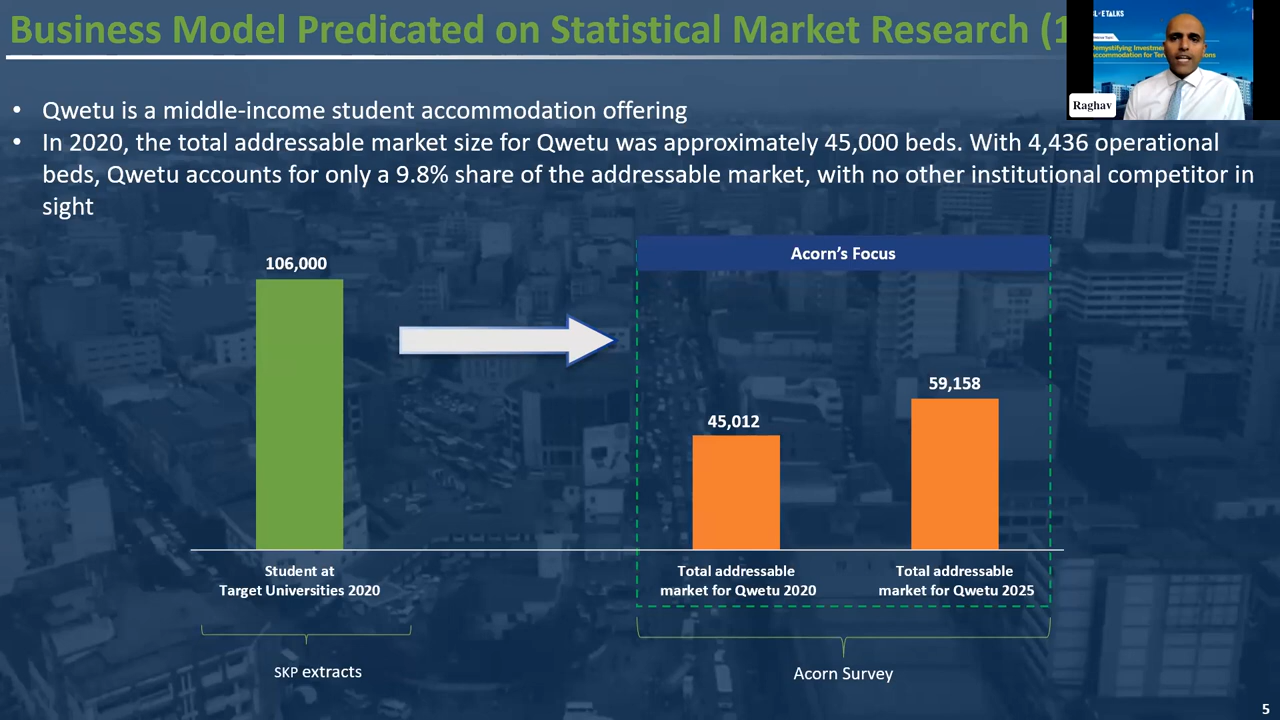 Business Model Predicated on Statistical Market Research (1
Raghav
• Qwetu is a middle-income student accommodation offering
• In 2020, the total addressable market size for Qwetu was approximately 45,000 beds. With 4,436 operational
beds, Qwetu accounts for only a 9.8% share of the addressable market, with no other institutional competitor in
sight
Acorn's Focus
106,000
45,012
59,158
Student at
Target Universities 2020
Total addressable
market for Qwetu 2020
Total addressable
market for Qwetu 2025
SKP extracts
Acorn Survey
5